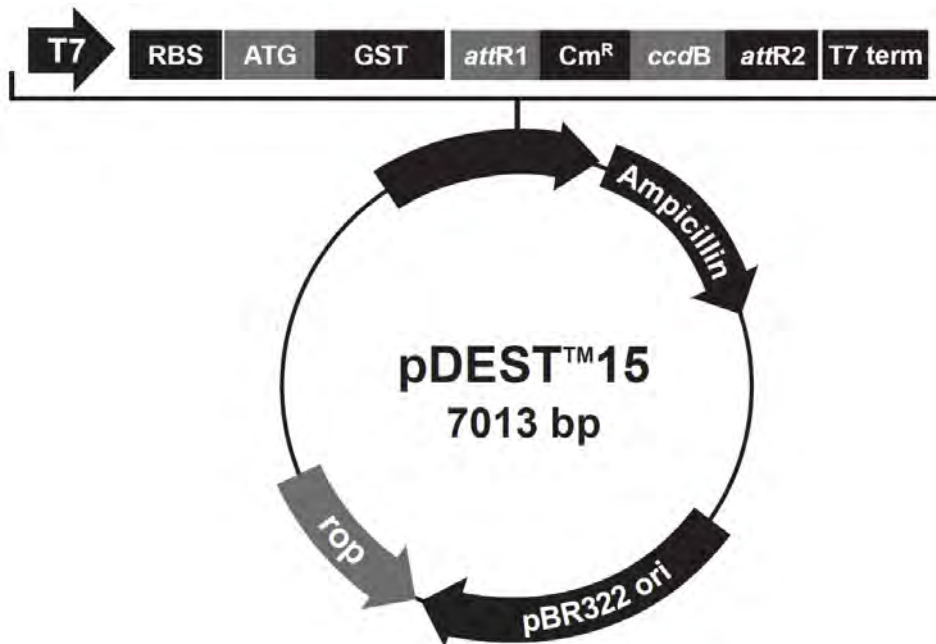 T7 RBS ATG GST attR1 Cmᴿ ccdB attR2 T7 term
Ampicillin
pDEST™15
7013 bp
rop
pBR322 ori